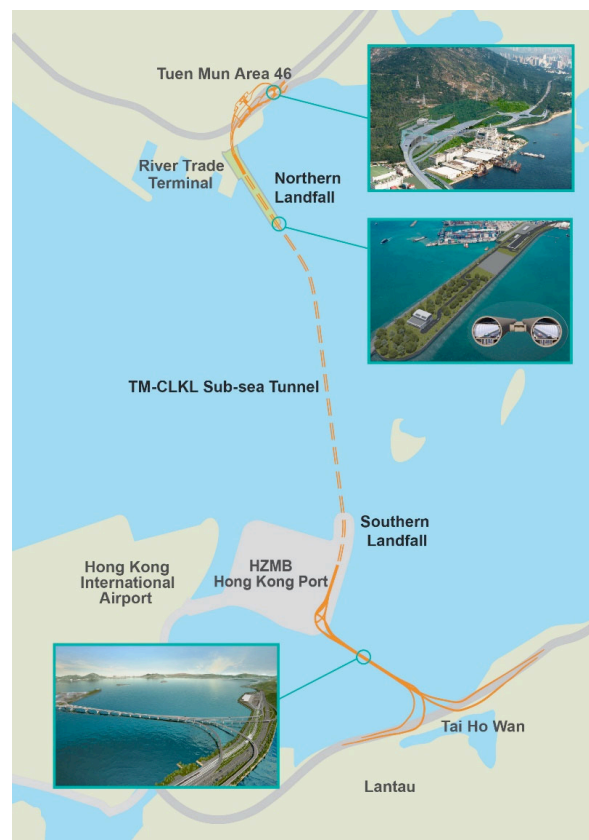 Tuen Mun Area 46
River Trade
Terminal
Northern
Landfall
TM-CLKL Sub-sea Tunnel
Southern
Landfall
Hong Kong
International
Airport
HZMB
Hong Kong Port
Tai Ho Wan
Lantau